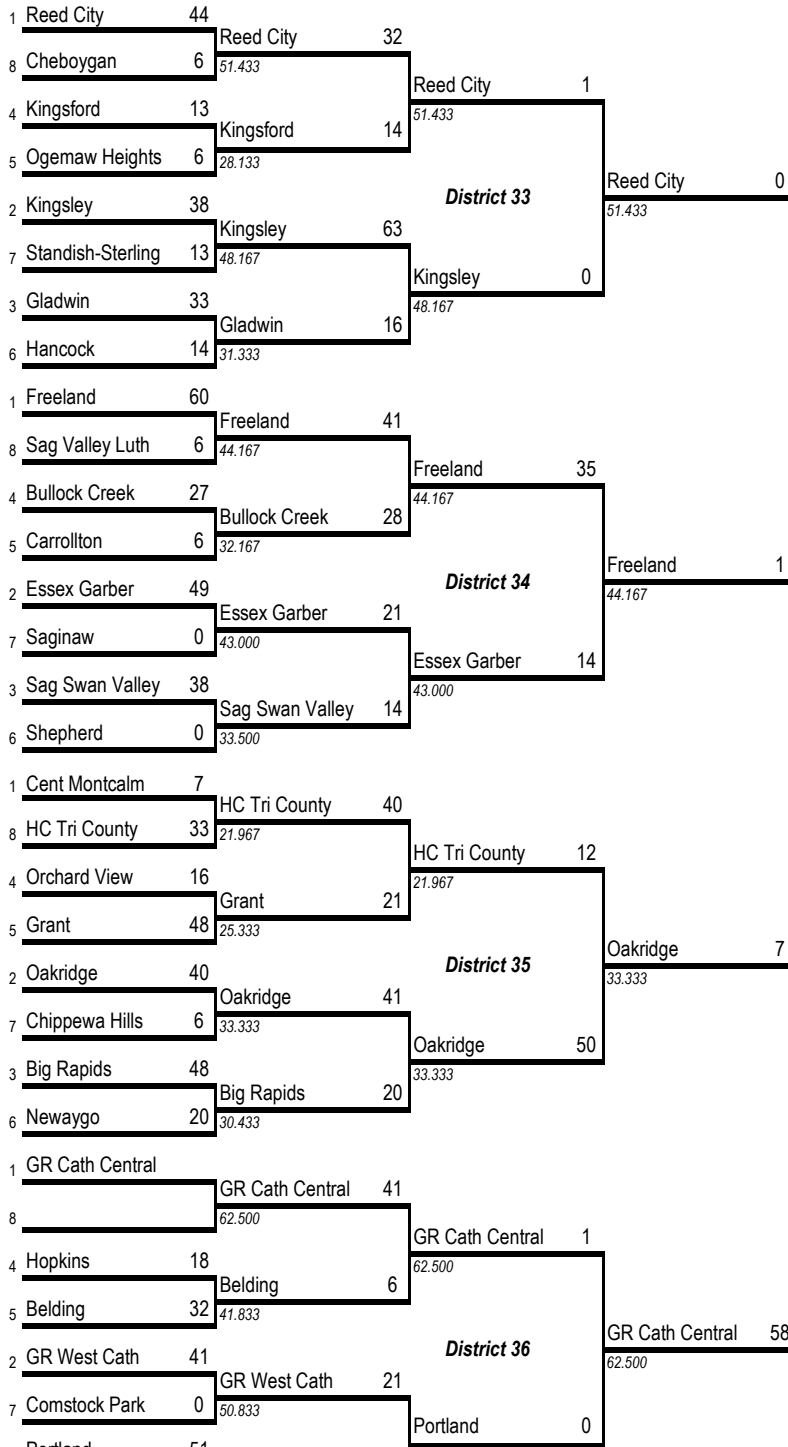 1 Reed City 44
Reed City 32
8 Cheboygan 6 51.433
Reed City 1
4 Kingsford 13 51.433
Kingsford 14
5 Ogemaw Heights 6 28.133
District 33 Reed City 0
2 Kingsley 38 51.433
Kingsley 63
7 Standish-Sterling 13 48.167
Kingsley 0
3 Gladwin 33 48.167
Gladwin 16
6 Hancock 14 31.333
1 Freeland 60
Freeland 41
8 Sag Valley Luth 6 44.167
Freeland 35
4 Bullock Creek 27 44.167
Bullock Creek 28
5 Carrollton 6 32.167
Freeland 1
District 34
2 Essex Garber 49 44.167
Essex Garber 21
7 Saginaw 0 43.000
Essex Garber 14
3 Sag Swan Valley 38 43.000
Sag Swan Valley 14
6 Shepherd 0 33.500
1 Cent Montcalm 7
HC Tri County 40
8 HC Tri County 33 21.967
HC Tri County 12
4 Orchard View 16 21.967
Grant 21
5 Grant 48 25.333
Oakridge 7
District 35
2 Oakridge 40 33.333
Oakridge 41
7 Chippewa Hills 6 33.333
Oakridge 50
3 Big Rapids 48 33.333
Big Rapids 20
6 Newaygo 20 30.433
1 GR Cath Central
GR Cath Central 41
8 62.500
GR Cath Central 1
4 Hopkins 18 62.500
Belding 6
5 Belding 32 41.833
GR Cath Central 58
District 36
2 GR West Cath 41 62.500
GR West Cath 21
7 Comstock Park 0 50.833
Portland 0
Portland 51